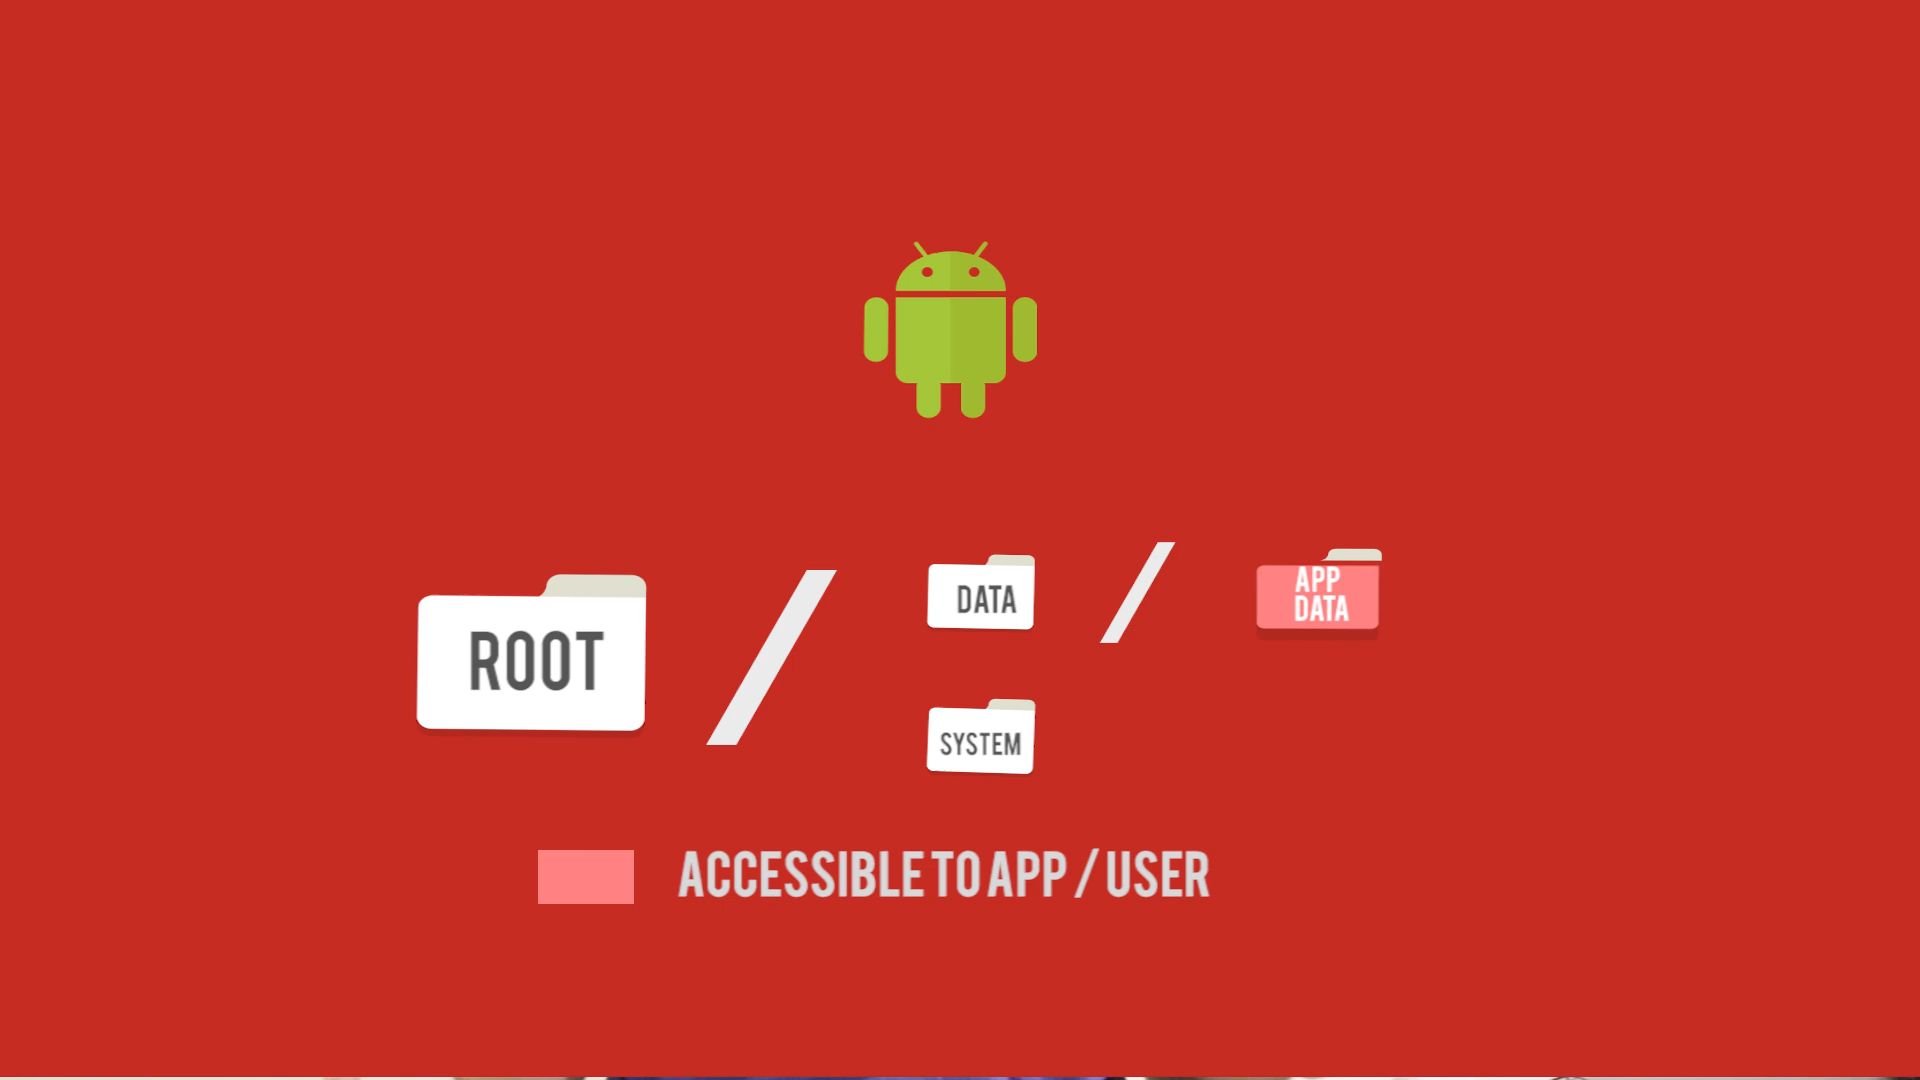 ROOT
DATA
APP
DATA
SYSTEM
ACCESSIBLE TO APP / USER